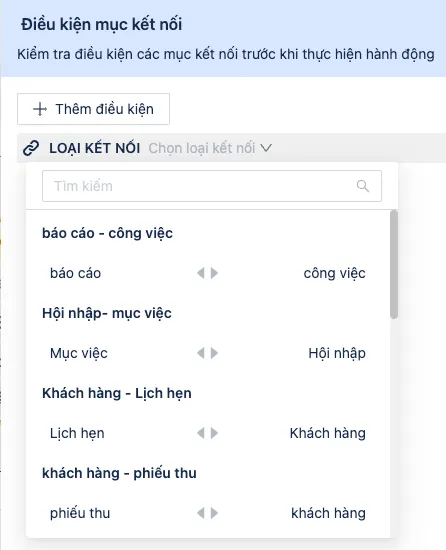 Điều kiện mục kết nối
Kiểm tra điều kiện các mục kết nối trước khi thực hiện hành động
Thêm điều kiện
LOẠI KẾT NỐI Chọn loại kết nối
Tìm kiếm
báo cáo - công việc
báo cáo công việc
Hội nhập- mục việc
Mục việc Hội nhập
Khách hàng - Lịch hẹn
Lịch hẹn Khách hàng
khách hàng - phiếu thu
phiếu thu khách hàng